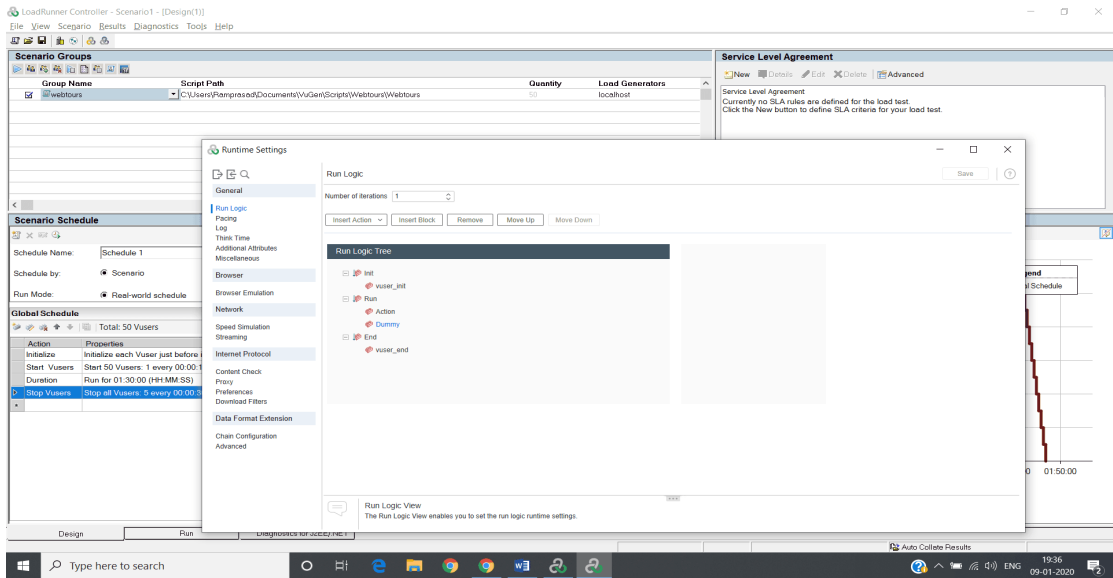 LoadRunner Controller - Scenario1 - [Design(1)]
File View Scenario Results Diagnostics Tools Help
Scenario Groups
Group Name Script Path Quantity Load Generators
webtours C:\Users\Ramprasad\Documents\VuGen\Scripts\Webtours\Webtours 50 localhost
Service Level Agreement
New Details Edit Delete Advanced
Service Level Agreement
Currently no SLA rules are defined for the load test.
Click the New button to define SLA criteria for your load test.
Scenario Schedule
Schedule Name: Schedule 1
Schedule by: Scenario
Run Mode: Real-world schedule
Global Schedule
Total: 50 Vusers
Action Properties
Initialize Initialize each Vuser just before
Start Vusers Start 50 Vusers: 1 every 00:00:1
Duration Run for 01:30:00 (HH:MM:SS)
Stop Vusers Stop all Vusers: 5 every 00:00:3
Runtime Settings
General
Run Logic
Pacing
Log
Think Time
Additional Attributes
Miscellaneous
Browser
Browser Emulation
Network
Speed Simulation
Streaming
Internet Protocol
Content Check
Proxy
Preferences
Download Filters
Data Format Extension
Chain Configuration
Advanced
Run Logic
Save
Number of iterations 1
Insert Action Insert Block Remove Move Up Move Down
Run Logic Tree
Init
vuser_init
Run
Action
Dummy
End
vuser_end
Run Logic View
The Run Logic View enables you to set the run logic runtime settings.
gend
al Schedule
0 01:50:00
Design Run Diagnostics for J2EE/.NET
Auto Collate Results
Type here to search
ENG
19:36
09-01-2020